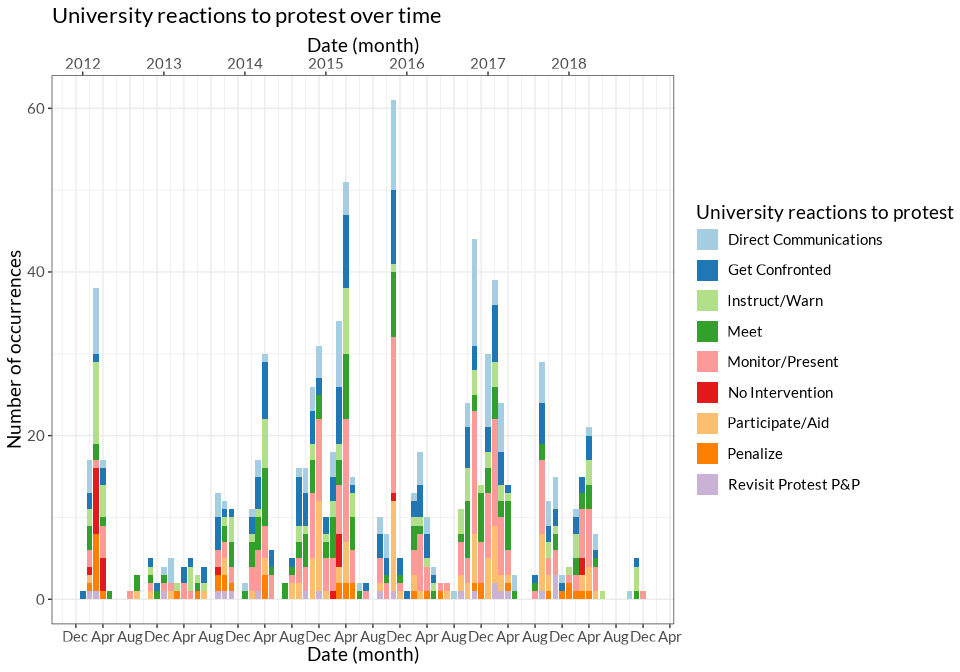 University reactions to protest over time
Date (month)
2012 2013 2014 2015 2016 2017 2018
Number of occurrences
60
40
20
0
Dec Apr Aug Dec Apr Aug Dec Apr Aug Dec Apr Aug Dec Apr Aug Dec Apr Aug Dec Apr Aug Dec Apr
Date (month)
University reactions to protest
Direct Communications
Get Confronted
Instruct/Warn
Meet
Monitor/Present
No Intervention
Participate/Aid
Penalize
Revisit Protest P&P